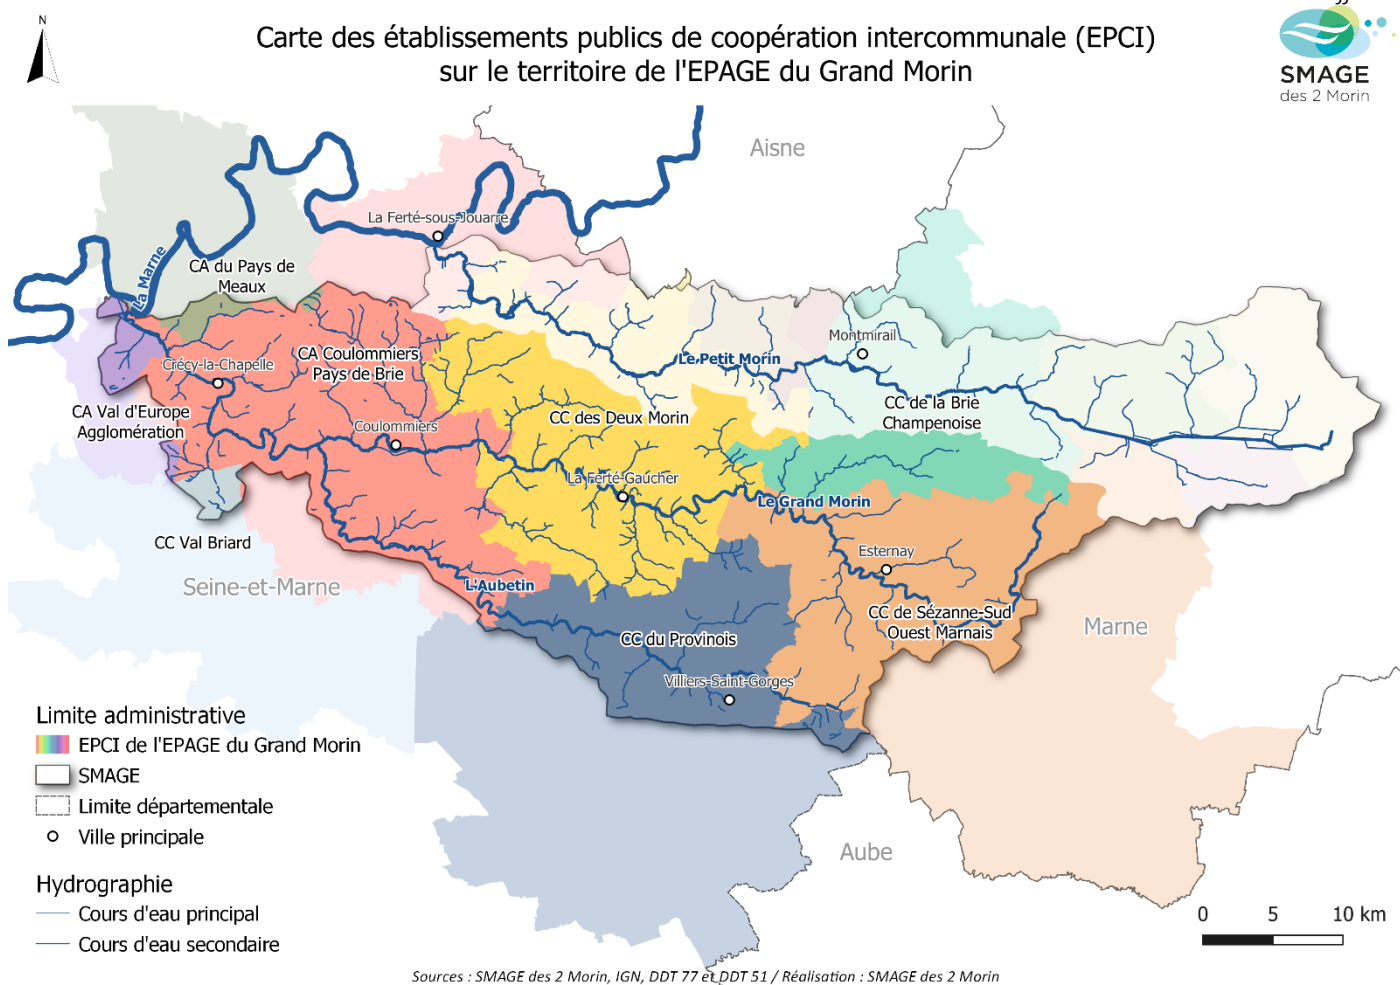 N
Carte des établissements publics de coopération intercommunale (EPCI)
sur le territoire de l'EPAGE du Grand Morin
SMAGE
des 2 Morin
Aisne
La Ferté-sous-Jouarre
La Marne
CA du Pays de
Meaux
Montmirail
Le Petit Morin
CA Coulommiers
Pays de Brie
Crécy-la-Chapelle
CC de la Brie
Champenoise
CA Val d'Europe
Agglomération
CC des Deux Morin
Coulommiers
La Ferté-Gaucher
Le Grand Morin
CC Val Briard
Esternay
Seine-et-Marne
L'Aubetin
CC de Sézanne-Sud
Ouest Marnais
Marne
CC du Provinois
Villiers-Saint-Gorges
Limite administrative
EPCI de l'EPAGE du Grand Morin
SMAGE
Limite départementale
Ville principale
Aube
Hydrographie
Cours d'eau principal
Cours d'eau secondaire
0 5 10 km
Sources : SMAGE des 2 Morin, IGN, DDT 77 et DDT 51 / Réalisation : SMAGE des 2 Morin